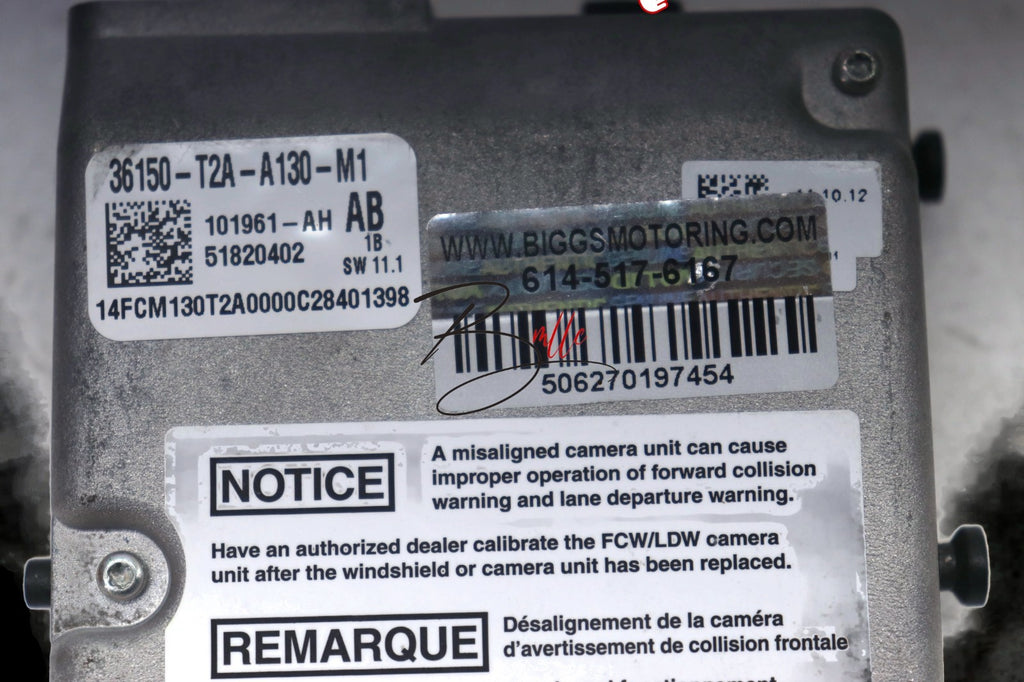 36150-T2A-A130-M1
101961-AH AB
51820402
1B
SW 11.1
14FCM130T2A0000C28401398
10.12
WWW.BIGGSMOTORING.COM
614-517-6167
506270197454
NOTICE
A misaligned camera unit can cause
improper operation of forward collision
warning and lane departure warning.
Have an authorized dealer calibrate the FCW/LDW camera
unit after the windshield or camera unit has been replaced.
REMARQUE
Désalignement de la caméra
d'avertissement de collision frontale